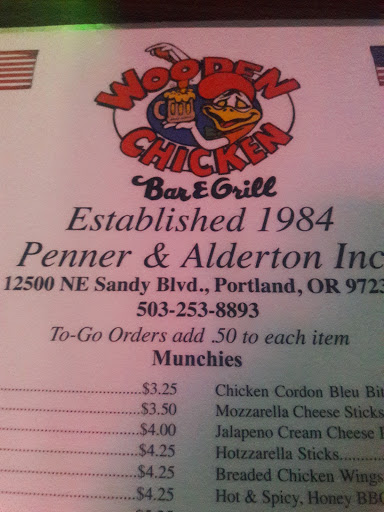 WOODEN
CHICKEN
Bar & Grill
Established 1984
Penner & Alderton Inc
12500 NE Sandy Blvd., Portland, OR 9723
503-253-8893
To-Go Orders add .50 to each item
Munchies
$3.25
$3.50
$4.00
$4.25
$4.25
$4.25
Chicken Cordon Bleu
Mozzarella Cheese Sticks
Jalapeno Cream Cheese
Hotzzarella Sticks
Breaded Chicken Wings
Hot & Spicy, Honey BBQ